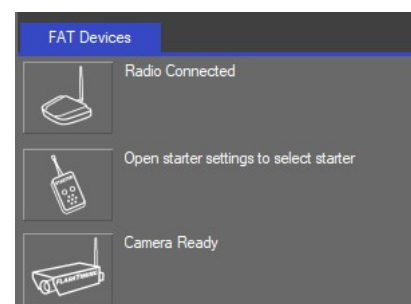 FAT Devices
Radio Connected
Open starter settings to select starter
Camera Ready